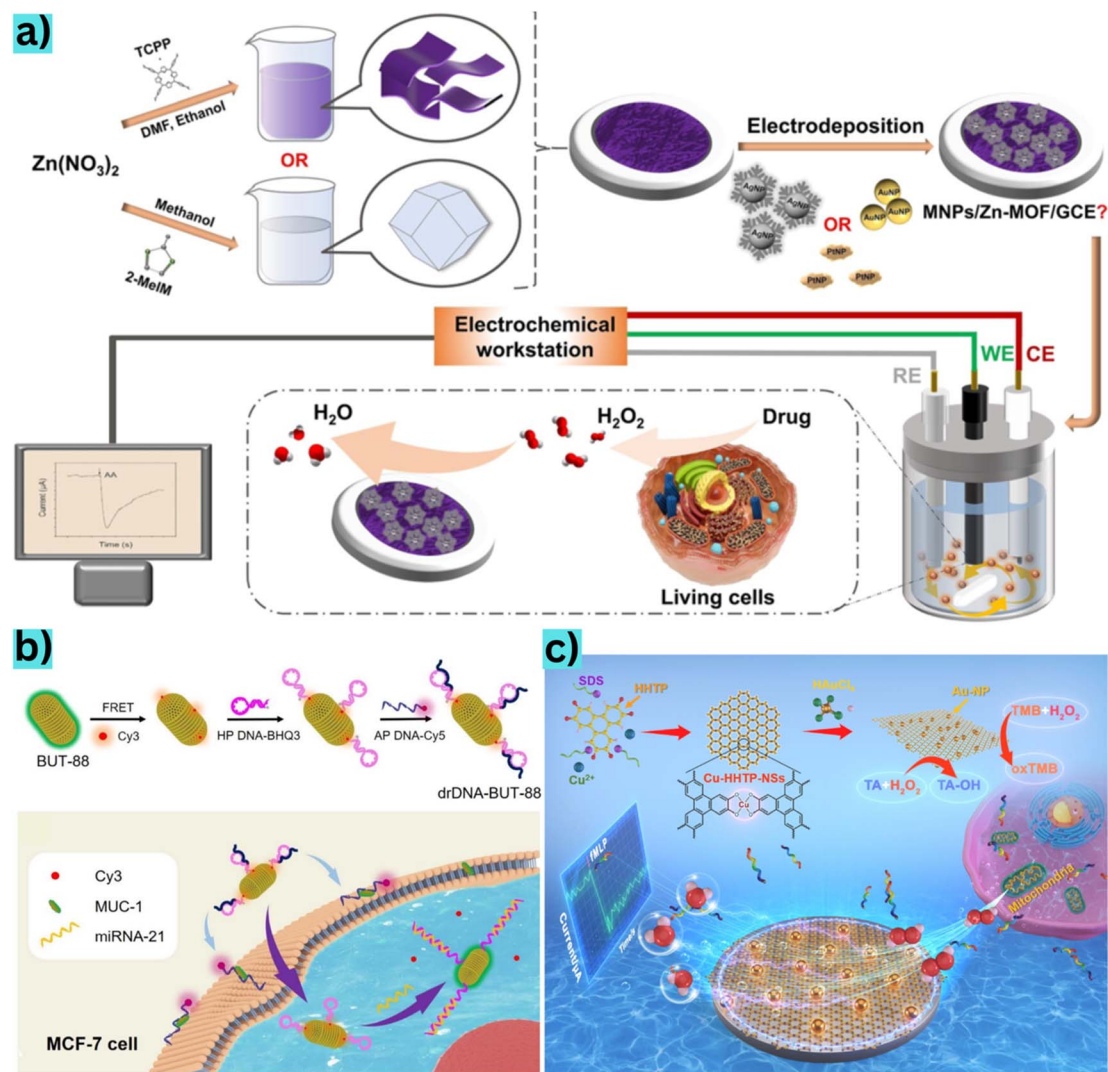 a)
TCPP
DMF, Ethanol
Zn(NO3)2
OR
Methanol
2-MeIM
Electrodeposition
AgNP
AgNP
AgNP
OR
AuNP
AuNP
AuNP
PtNP
PtNP
PtNP
MNPs/Zn-MOF/GCE?
Electrochemical
workstation
RE
WE
CE
H2O
H2O2
Drug
Living cells
AA
Current (μA)
Time (s)
b)
FRET
Cy3
HP DNA-BHQ3
AP DNA-Cy5
BUT-88
drDNA-BUT-88
Cy3
MUC-1
miRNA-21
MCF-7 cell
c)
SDS
HHTP
Cu2+
HAuCl4
e-
Cu-HHTP-NSs
Cu
Au-NP
TMB+H2O2
oxTMB
TA+H2O2
TA-OH
fMLP
Current/μA
Time/s
Mitochondria